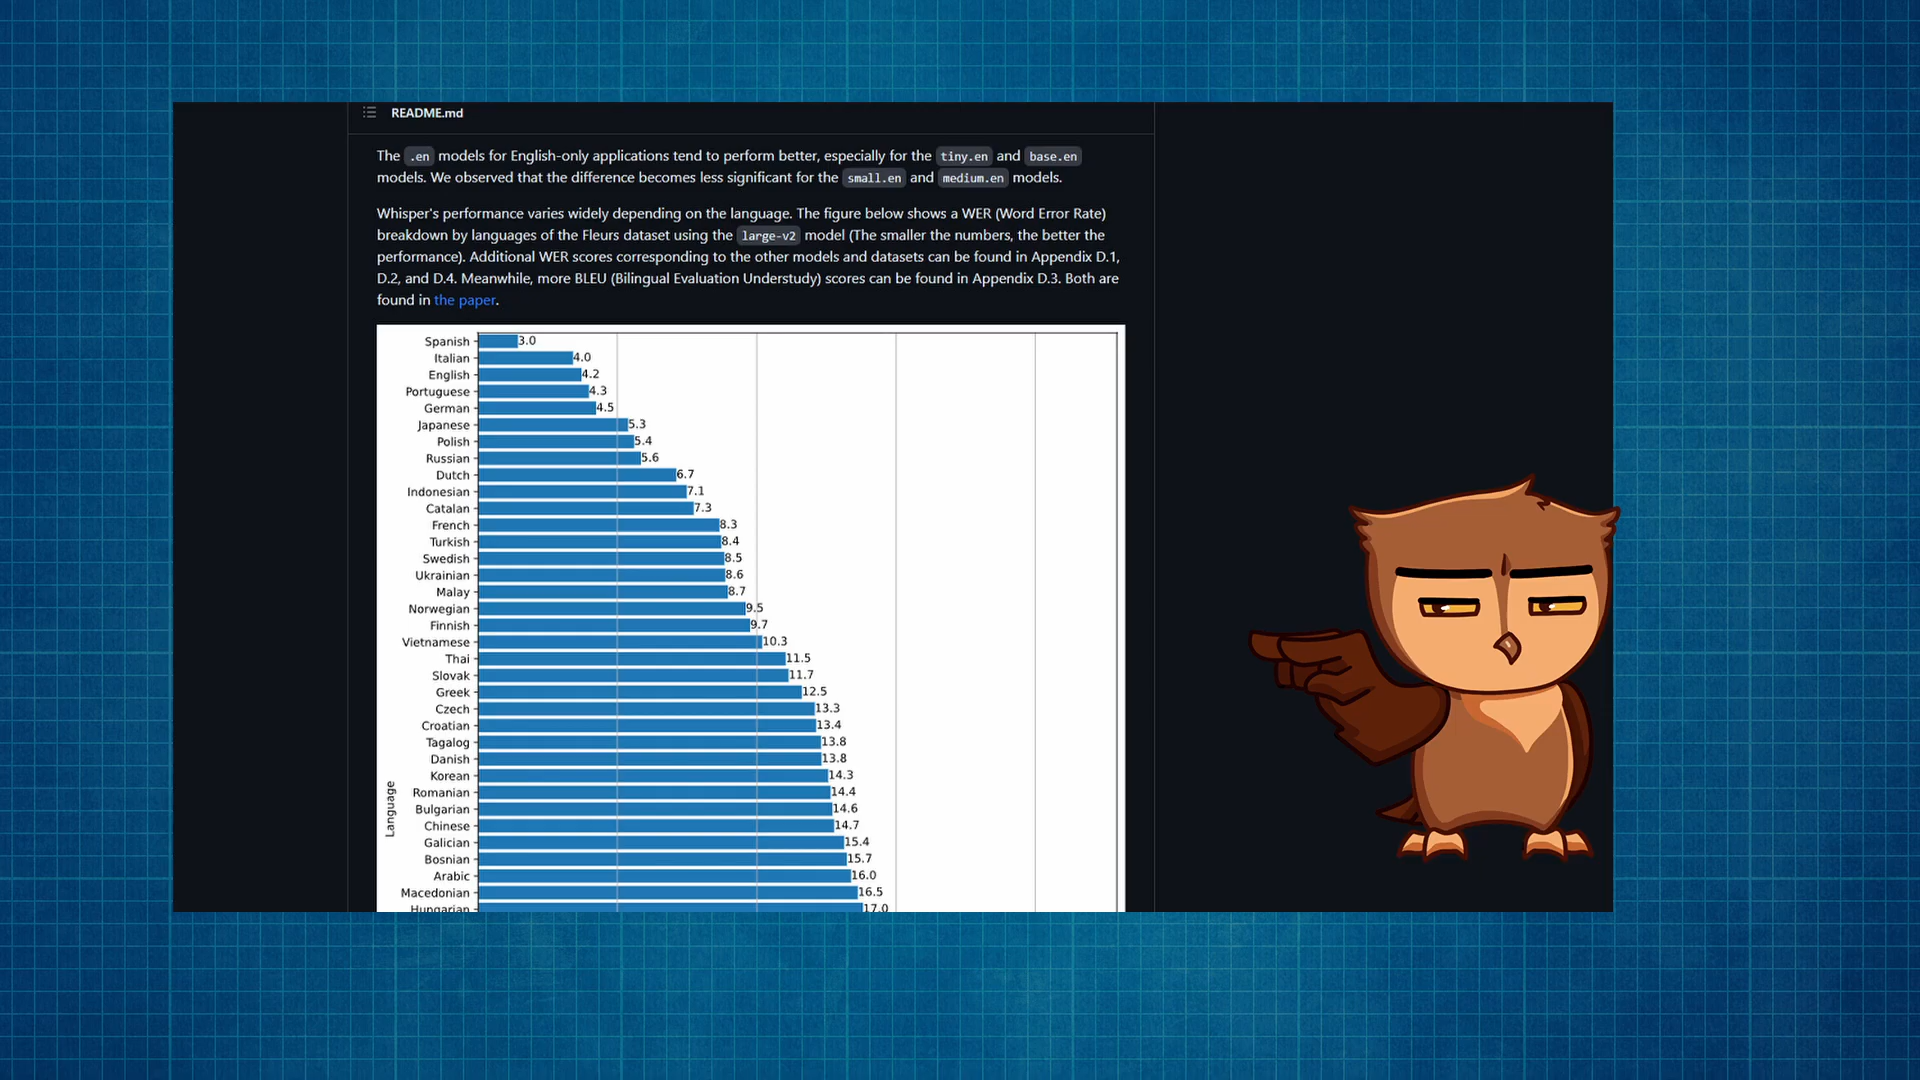 README.md
The .en models for English-only applications tend to perform better, especially for the tiny.en and base.en
models. We observed that the difference becomes less significant for the small.en and medium.en models.
Whisper's performance varies widely depending on the language. The figure below shows a WER (Word Error Rate)
breakdown by languages of the Fleurs dataset using the large-v2 model (The smaller the numbers, the better the
performance). Additional WER scores corresponding to the other models and datasets can be found in Appendix D.1,
D.2, and D.4. Meanwhile, more BLEU (Bilingual Evaluation Understudy) scores can be found in Appendix D.3. Both are
found in the paper.
Spanish 3.0
Italian 4.0
English 4.2
Portuguese 4.3
German 4.5
Japanese 5.3
Polish 5.4
Russian 5.6
Dutch 6.7
Indonesian 7.1
Catalan 7.3
French 8.3
Turkish 8.4
Swedish 8.5
Ukrainian 8.6
Malay 8.7
Norwegian 9.5
Finnish 9.7
Vietnamese 10.3
Thai 11.5
Slovak 11.7
Greek 12.5
Czech 13.3
Croatian 13.4
Tagalog 13.8
Danish 13.8
Korean 14.3
Romanian 14.4
Bulgarian 14.6
Chinese 14.7
Galician 15.4
Bosnian 15.7
Arabic 16.0
Macedonian 16.5
Hungarian 17.0
Language